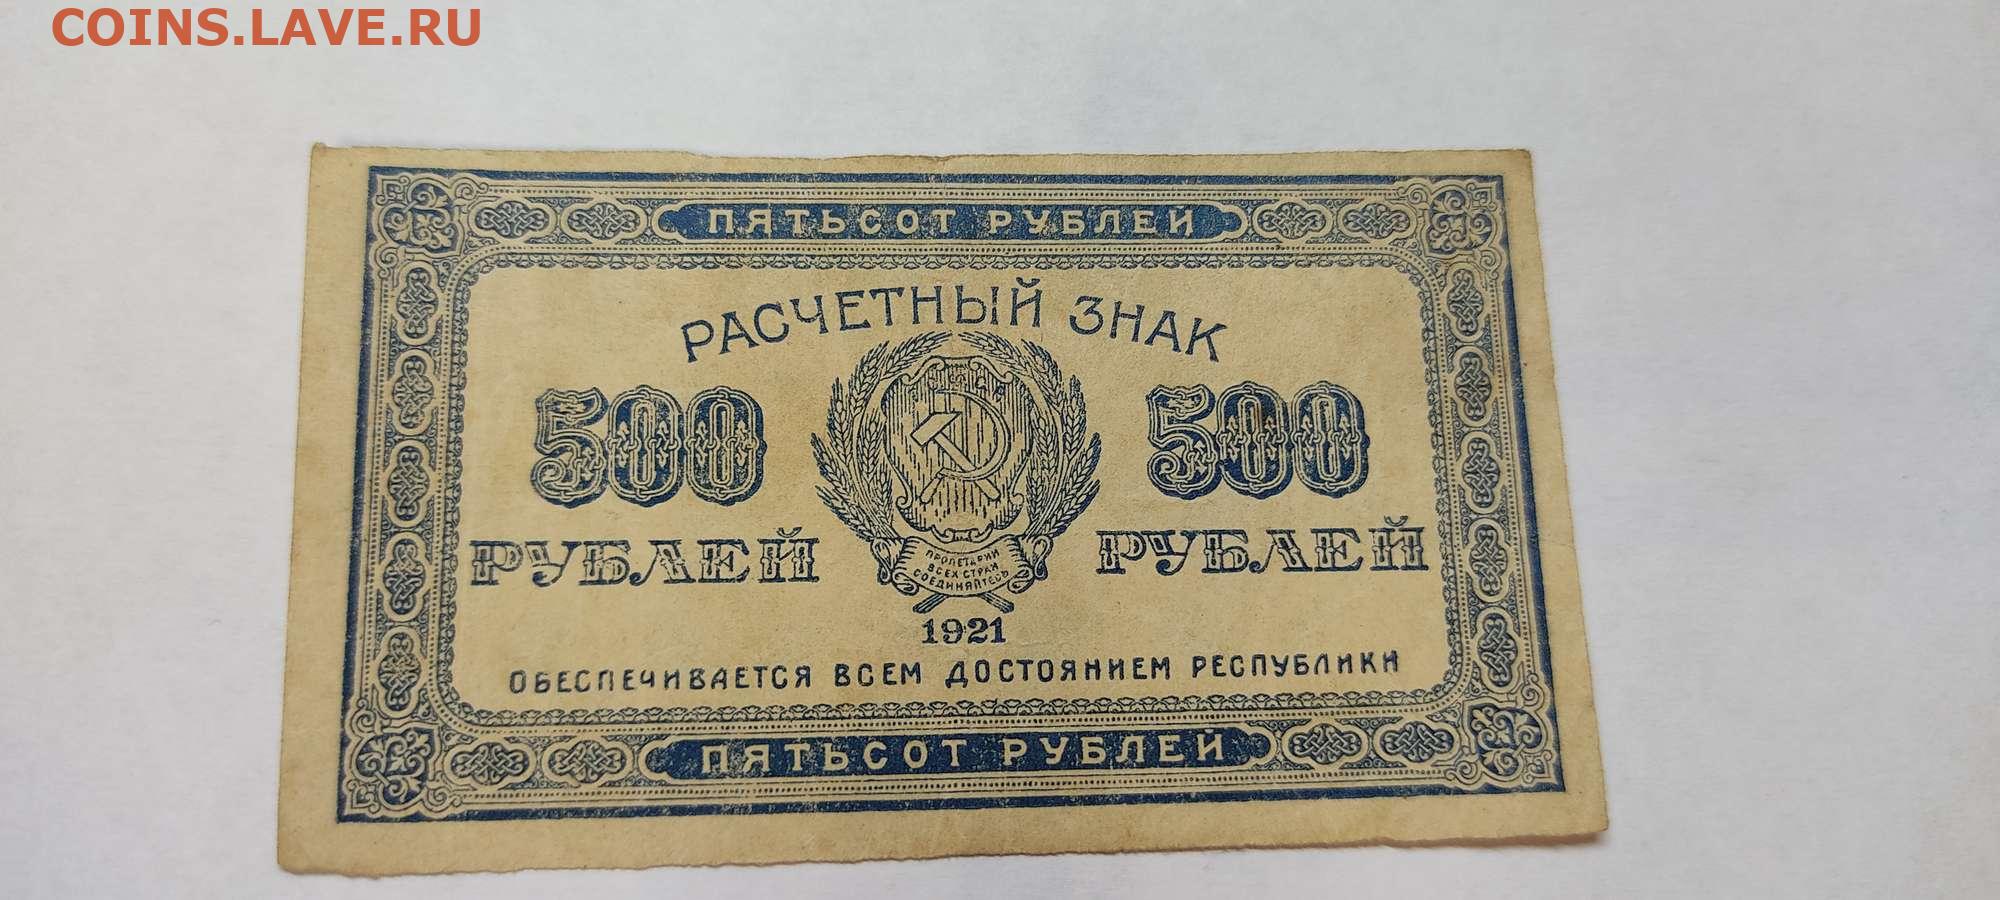 COINS.LAVE.RU
ПЯТЬСОТ РУБЛЕЙ
РАСЧЕТНЫЙ ЗНАК
500 500
РУБЛЕЙ РУБЛЕЙ
ПРОЛЕТАРИИ
ВСЕХ СТРАН
СОЕДИНЯЙТЕСЬ
1921
ОБЕСПЕЧИВАЕТСЯ ВСЕМ ДОСТОЯНИЕМ РЕСПУБЛИКИ
ПЯТЬСОТ РУБЛЕЙ